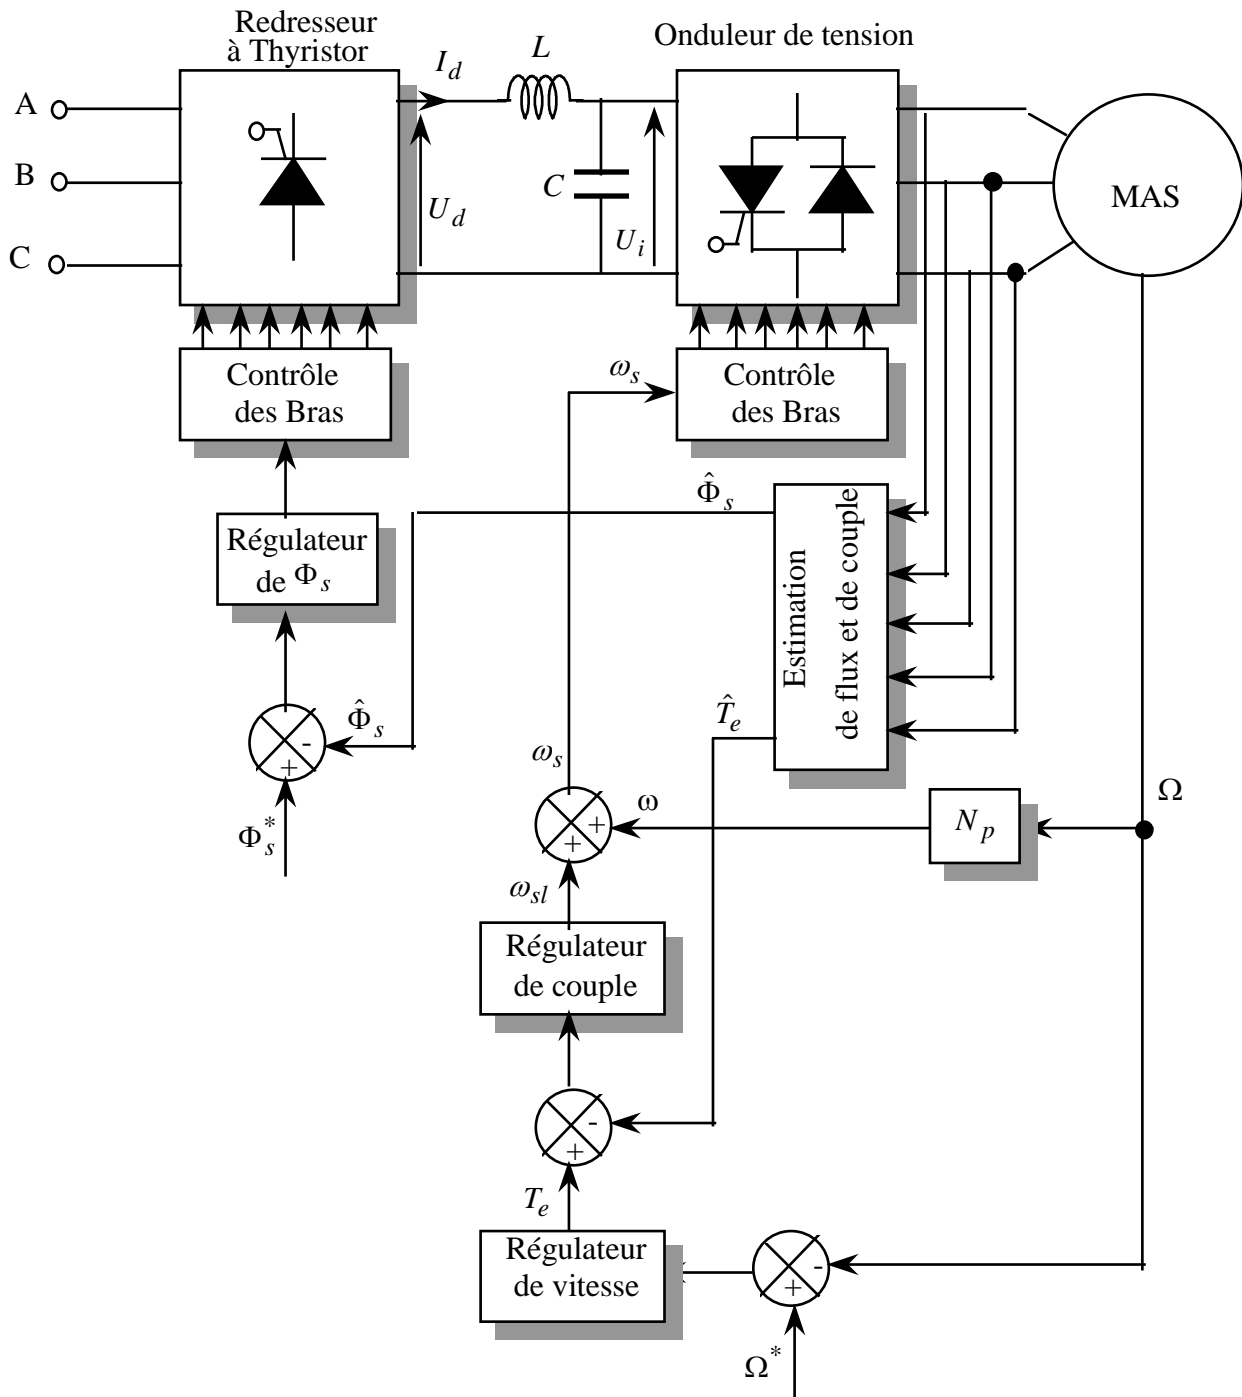 Redresseur
à Thyristor
Onduleur de tension
I_d
L
A
B
C
U_d
C
U_i
MAS
Contrôle
des Bras
ω_s
Contrôle
des Bras
Φ̂_s
Régulateur
de Φ_s
Estimation
de flux et de couple
Φ̂_s
-
+
Φ_s^*
T̂_e
ω_s
ω
+
+
N_p
Ω
ω_sl
Régulateur
de couple
-
+
T_e
Régulateur
de vitesse
-
+
Ω^*